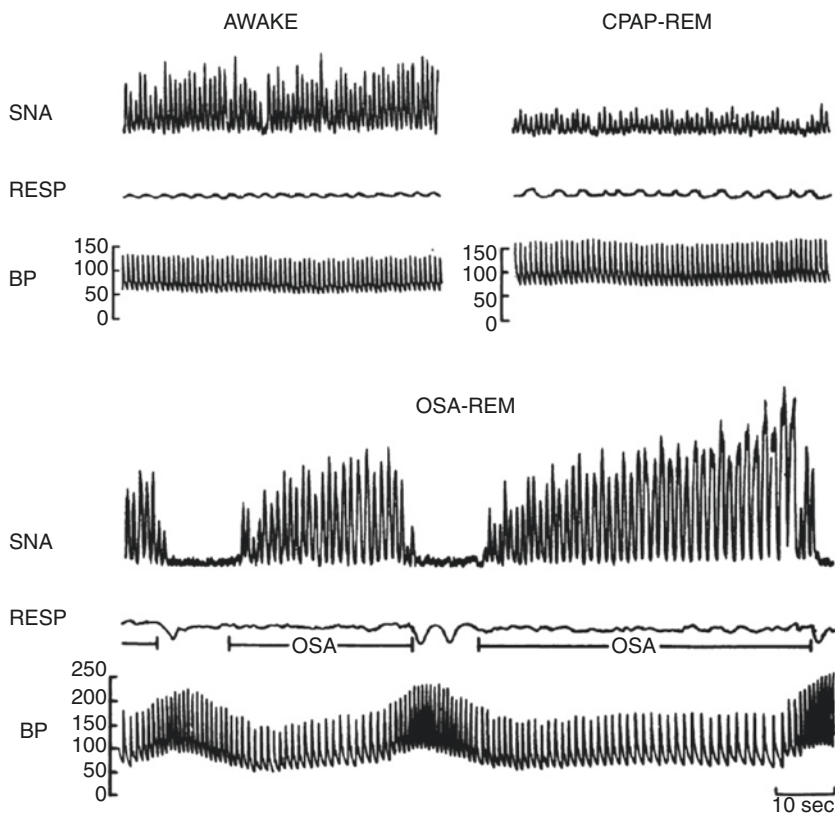 AWAKE CPAP-REM
SNA
RESP
150
100
50
0
BP
150
100
50
0
OSA-REM
SNA
RESP
OSA OSA
250
200
150
100
50
0
BP
10 sec